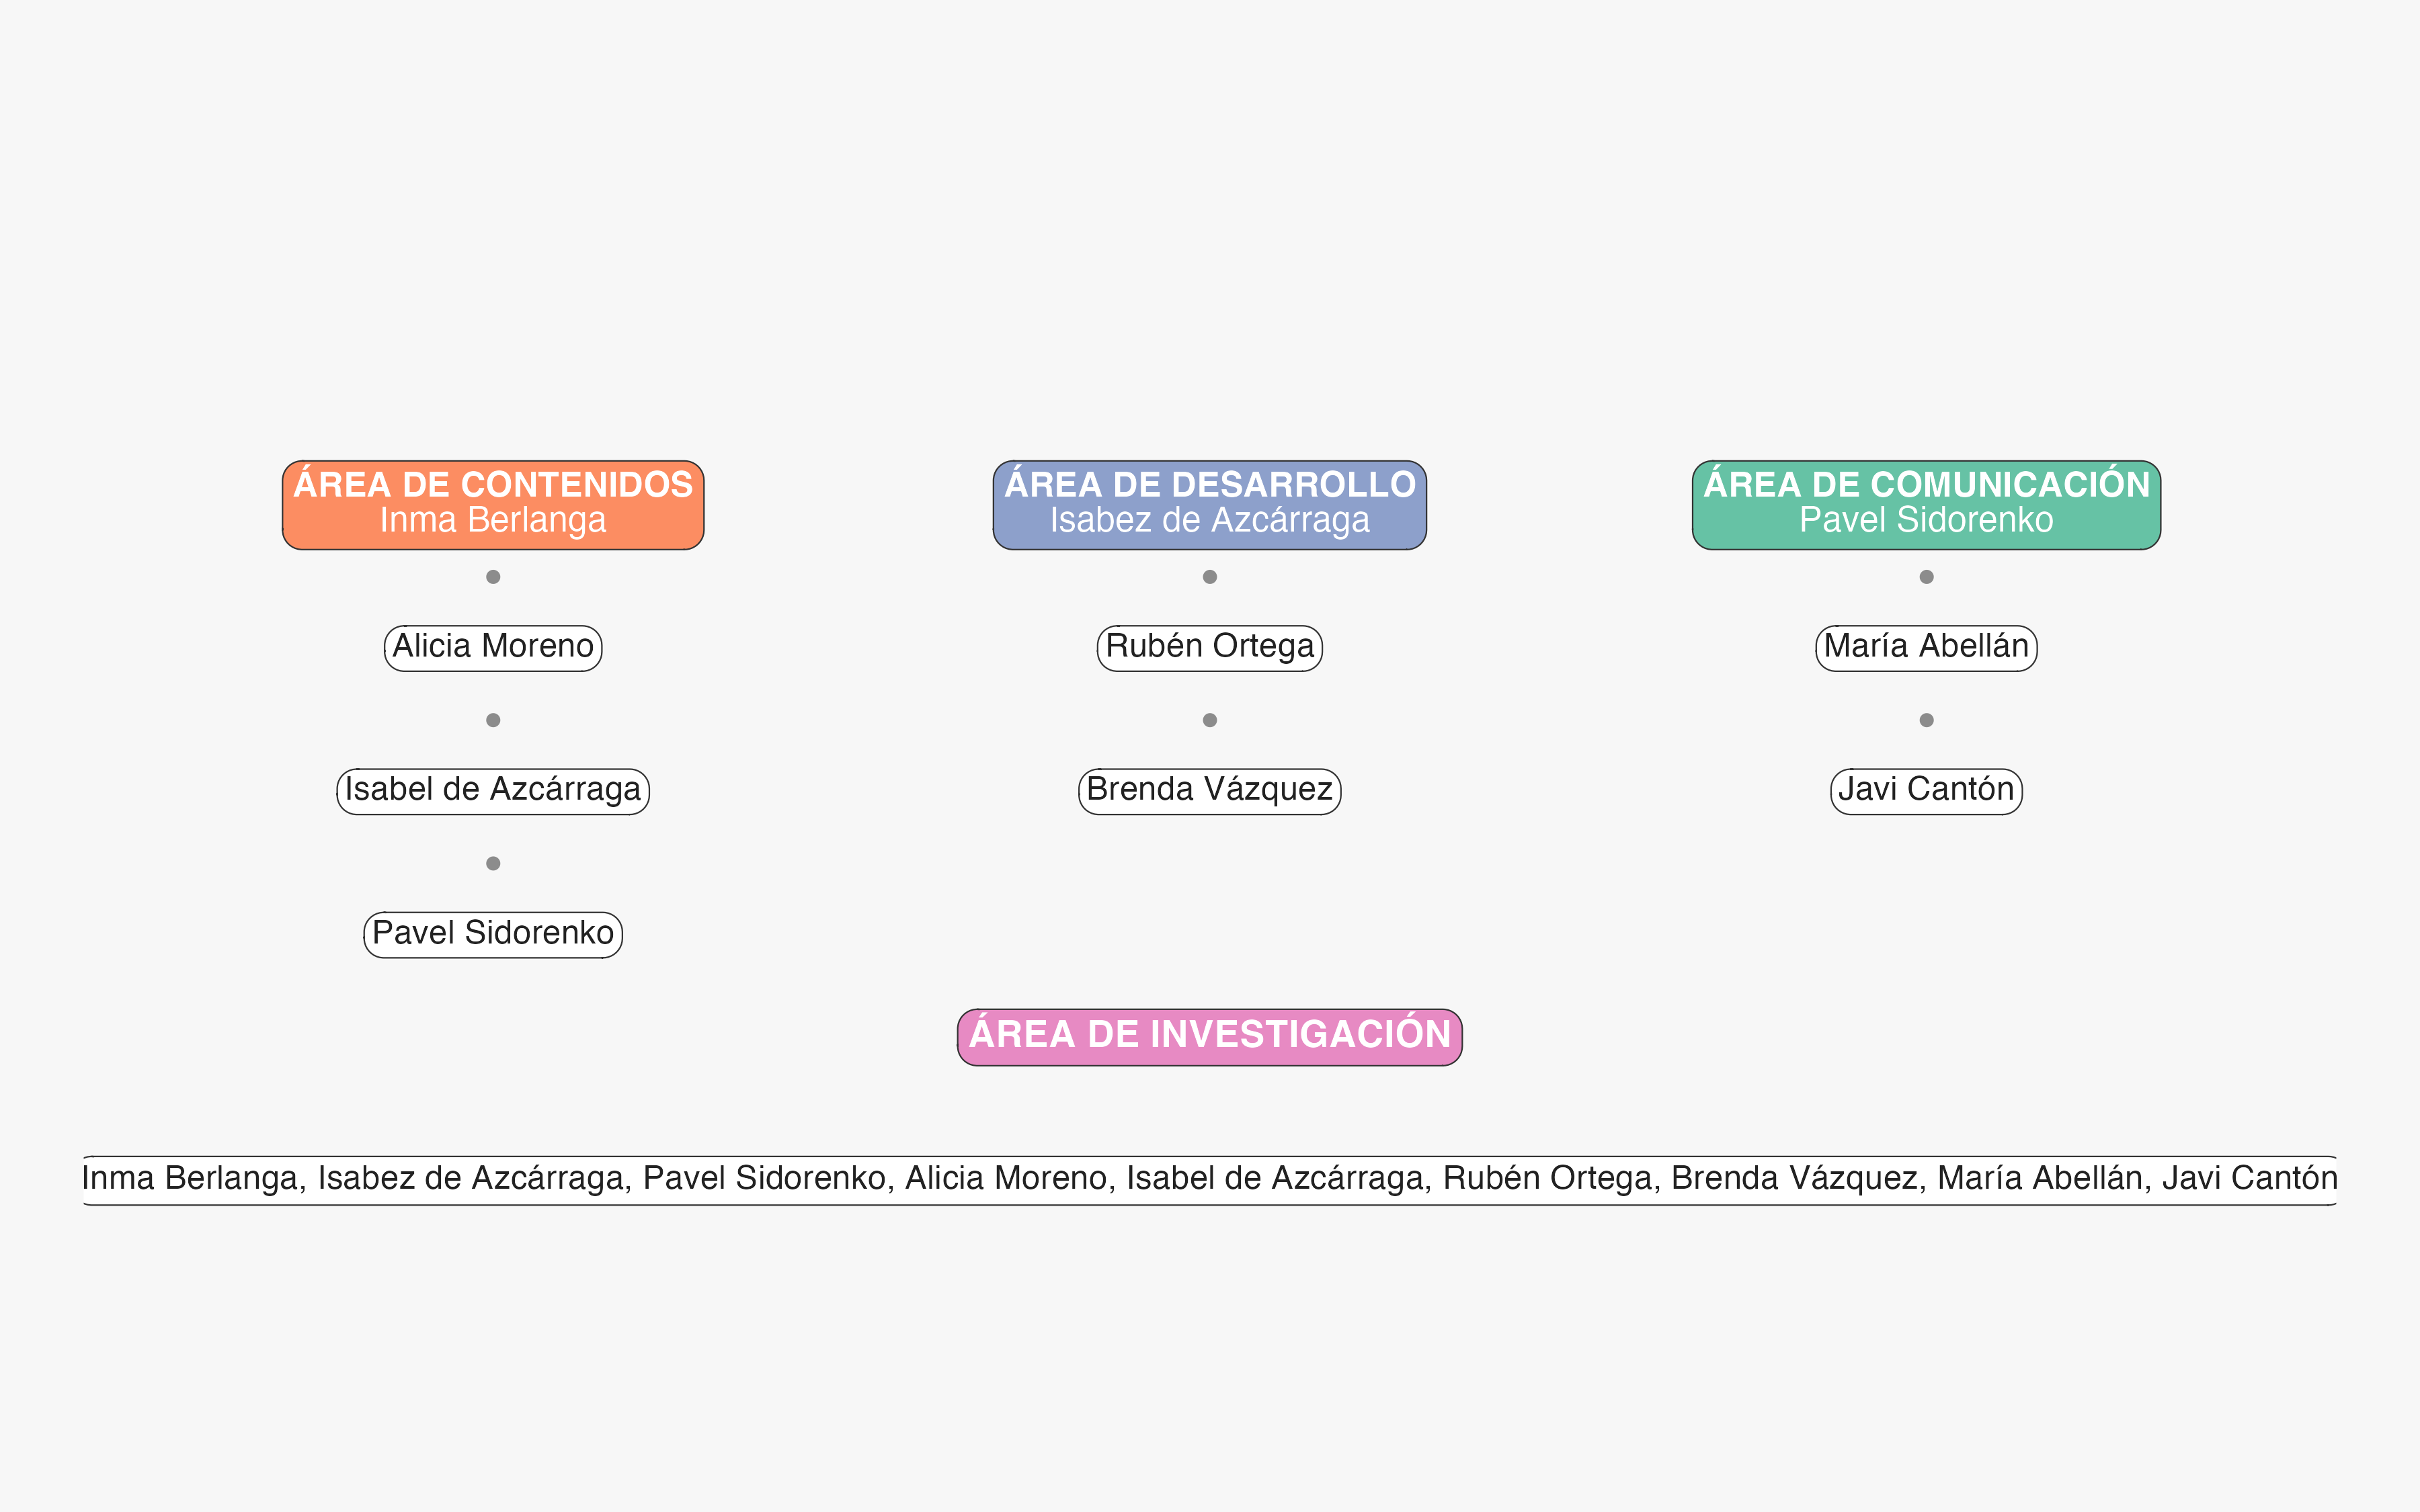 ÁREA DE CONTENIDOS
Inma Berlanga
Alicia Moreno
Isabel de Azcárraga
Pavel Sidorenko
ÁREA DE DESARROLLO
Isabez de Azcárraga
Rubén Ortega
Brenda Vázquez
ÁREA DE COMUNICACIÓN
Pavel Sidorenko
María Abellán
Javi Cantón
ÁREA DE INVESTIGACIÓN
Inma Berlanga, Isabez de Azcárraga, Pavel Sidorenko, Alicia Moreno, Isabel de Azcárraga, Rubén Ortega, Brenda Vázquez, María Abellán, Javi Cantón